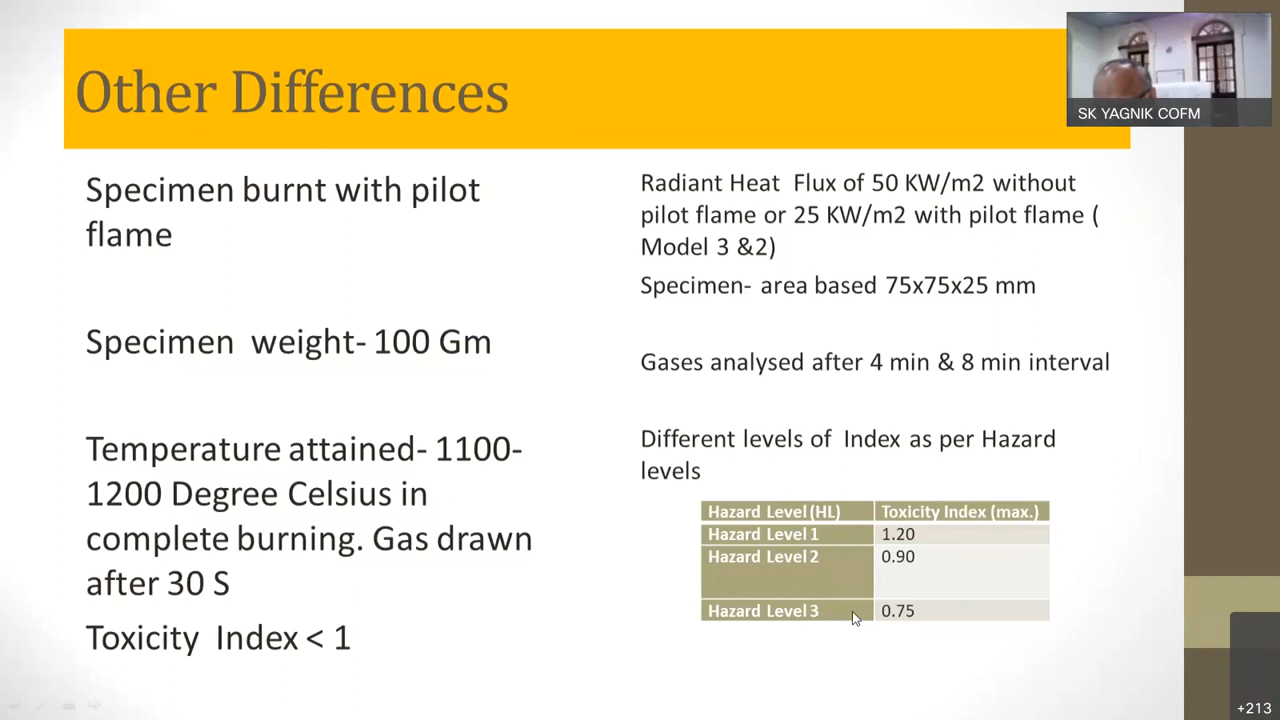 Other Differences
SK YAGNIK COFM
Specimen burnt with pilot
flame
Specimen weight- 100 Gm
Temperature attained- 1100-
1200 Degree Celsius in
complete burning. Gas drawn
after 30 S
Toxicity Index < 1
Radiant Heat Flux of 50 KW/m2 without
pilot flame or 25 KW/m2 with pilot flame (
Model 3 &2)
Specimen- area based 75x75x25 mm
Gases analysed after 4 min & 8 min interval
Different levels of Index as per Hazard
levels
Hazard Level (HL) Toxicity Index (max.)
Hazard Level 1 1.20
Hazard Level 2 0.90
Hazard Level 3 0.75
+213